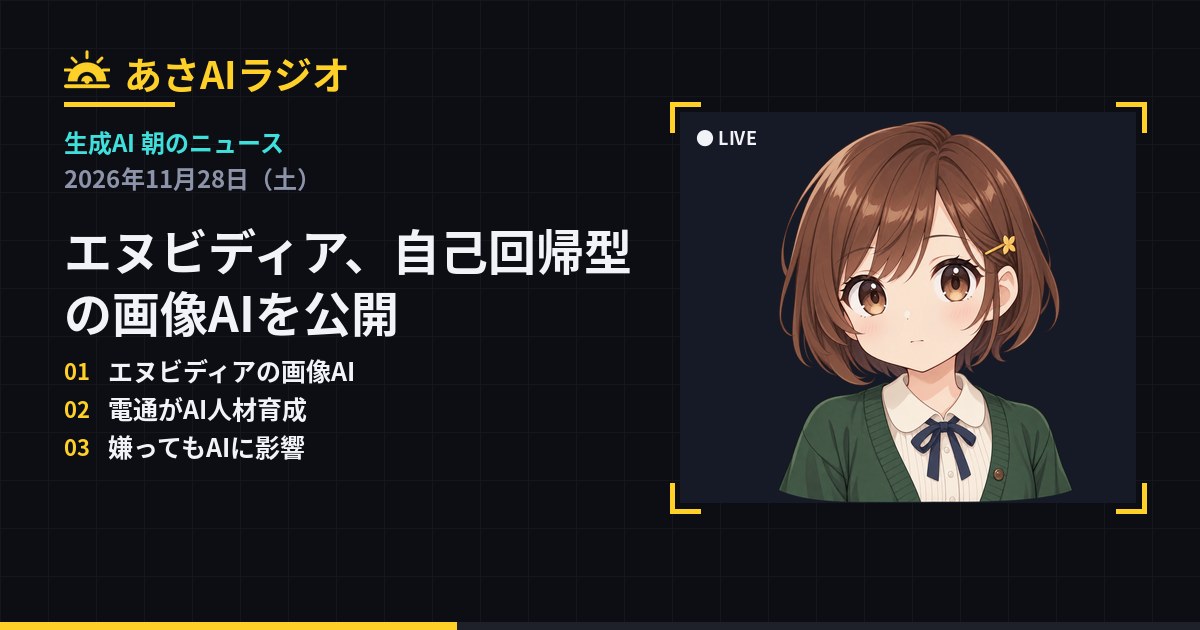 あさAIラジオ
生成AI 朝のニュース
2026年11月28日（土）
エヌビディア、自己回帰型
の画像AIを公開
01 エヌビディアの画像AI
02 電通がAI人材育成
03 嫌ってもAIに影響
LIVE